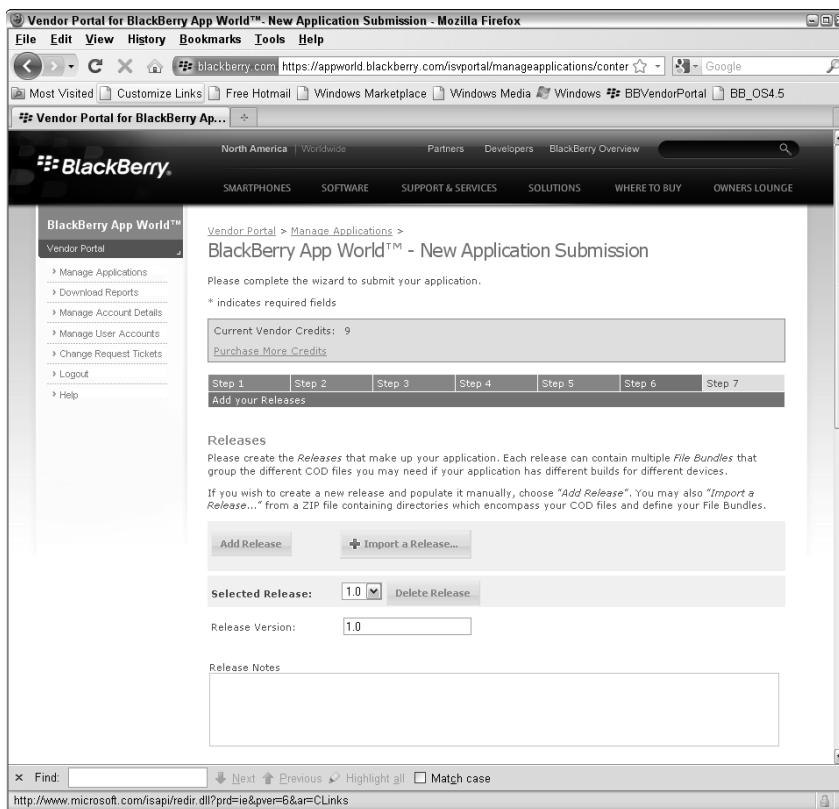 Vendor Portal for BlackBerry App World™- New Application Submission - Mozilla Firefox
File Edit View History Bookmarks Tools Help
blackberry.com https://appworld.blackberry.com/isvportal/manageapplications/conter
Google
Most Visited Customize Links Free Hotmail Windows Marketplace Windows Media Windows BBVendorPortal BB_OS4.5
Vendor Portal for BlackBerry Ap...
North America | Worldwide Partners Developers BlackBerry Overview
BlackBerry.
SMARTPHONES SOFTWARE SUPPORT & SERVICES SOLUTIONS WHERE TO BUY OWNERS LOUNGE
BlackBerry App World™
Vendor Portal
Manage Applications
Download Reports
Manage Account Details
Manage User Accounts
Change Request Tickets
Logout
Help
Vendor Portal > Manage Applications >
BlackBerry App World™ - New Application Submission
Please complete the wizard to submit your application.
* indicates required fields
Current Vendor Credits: 9
Purchase More Credits
Step 1 Step 2 Step 3 Step 4 Step 5 Step 6 Step 7
Add your Releases
Releases
Please create the Releases that make up your application. Each release can contain multiple File Bundles that
group the different COD files you may need if your application has different builds for different devices.
If you wish to create a new release and populate it manually, choose "Add Release". You may also "Import a
Release..." from a ZIP file containing directories which encompass your COD files and define your File Bundles.
Add Release Import a Release...
Selected Release: 1.0 Delete Release
Release Version: 1.0
Release Notes
× Find: Next Previous Highlight all Match case
http://www.microsoft.com/isapi/redir.dll?prd=ie&pver=6&ar=CLinks